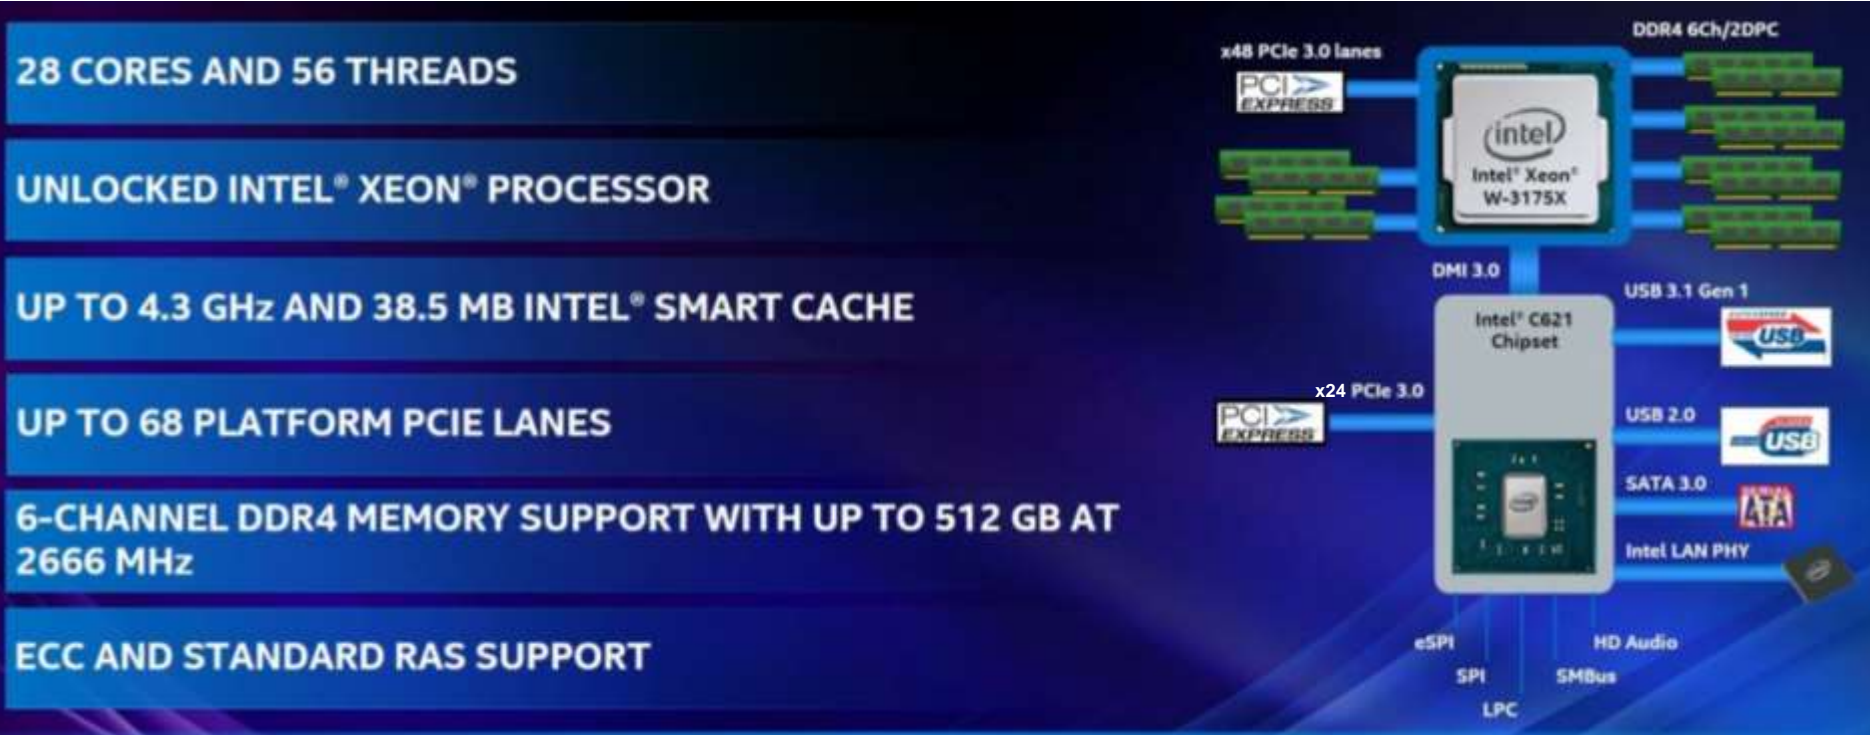 28 CORES AND 56 THREADS
UNLOCKED INTEL® XEON® PROCESSOR
UP TO 4.3 GHz AND 38.5 MB INTEL® SMART CACHE
UP TO 68 PLATFORM PCIE LANES
6-CHANNEL DDR4 MEMORY SUPPORT WITH UP TO 512 GB AT
2666 MHz
ECC AND STANDARD RAS SUPPORT
DDR4 6Ch/2DPC
x48 PCIe 3.0 lanes
PCI
EXPRESS
intel
Intel® Xeon®
W-3175X
DMI 3.0
USB 3.1 Gen 1
Intel® C621
Chipset
USB
x24 PCIe 3.0
PCI
EXPRESS
USB 2.0
USB
SATA 3.0
SERIAL
ATA
Intel LAN PHY
eSPI
HD Audio
SPI
SMBus
LPC